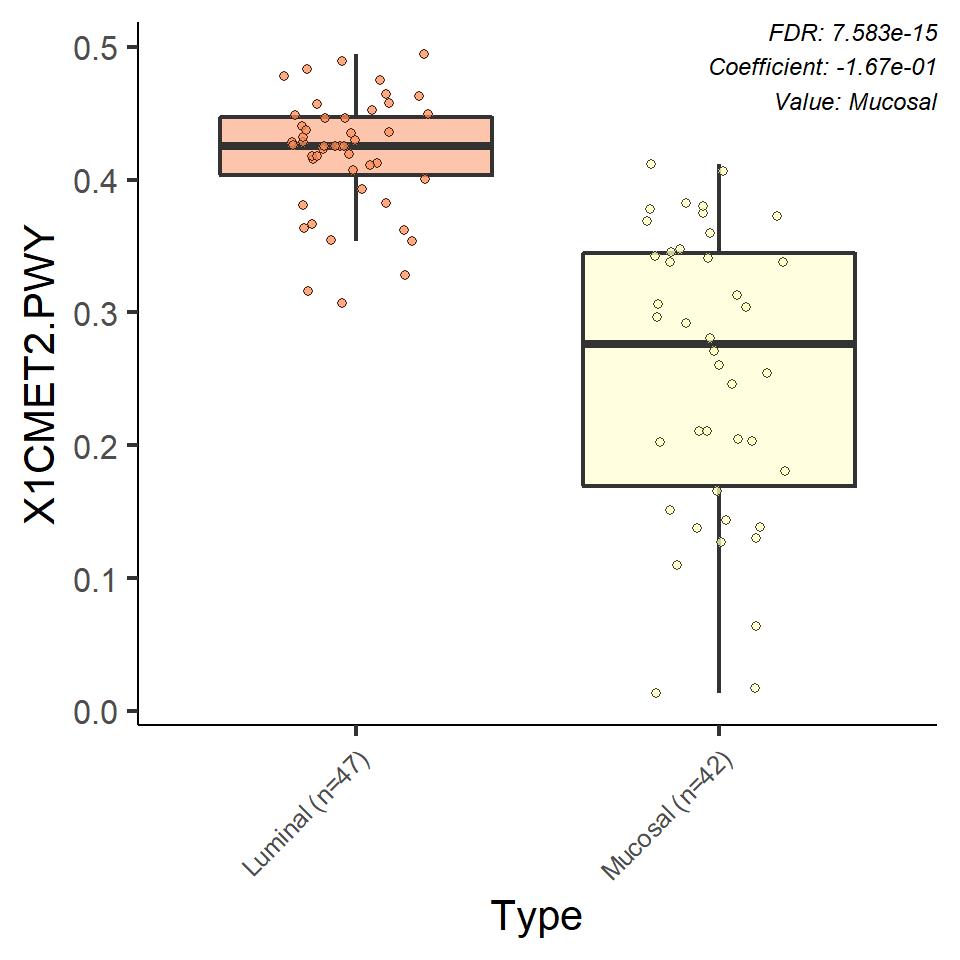 FDR: 7.583e-15
Coefficient: -1.67e-01
Value: Mucosal
X1CMET2.PWY
0.5
0.4
0.3
0.2
0.1
0.0
Luminal (n=47)
Mucosal (n=42)
Type